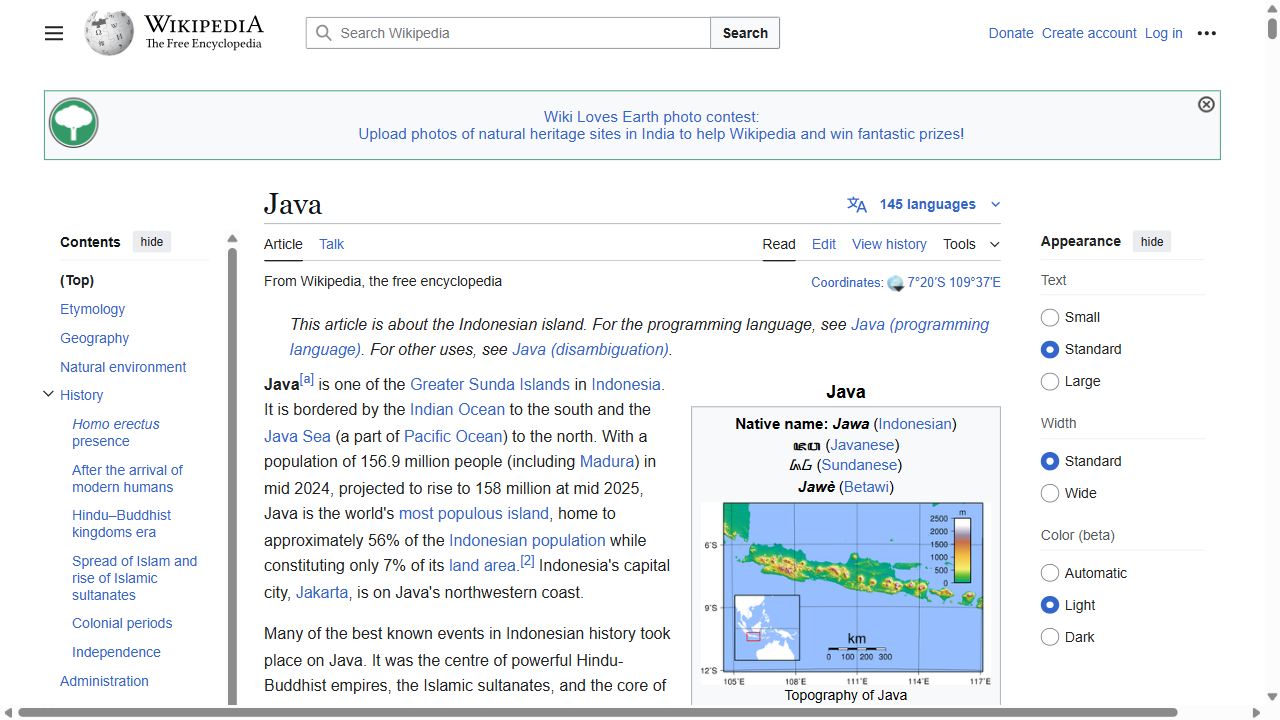 WIKIPEDIA
The Free Encyclopedia
Search Wikipedia
Search
Donate
Create account
Log in
Wiki Loves Earth photo contest:
Upload photos of natural heritage sites in India to help Wikipedia and win fantastic prizes!
Contents
hide
(Top)
Etymology
Geography
Natural environment
History
Homo erectus
presence
After the arrival of
modern humans
Hindu–Buddhist
kingdoms era
Spread of Islam and
rise of Islamic
sultanates
Colonial periods
Independence
Administration
Java
145 languages
Article Talk
Read Edit View history Tools
From Wikipedia, the free encyclopedia
Coordinates: 7°20′S 109°37′E
This article is about the Indonesian island. For the programming language, see Java (programming
language). For other uses, see Java (disambiguation).
Java[a] is one of the Greater Sunda Islands in Indonesia.
It is bordered by the Indian Ocean to the south and the
Java Sea (a part of Pacific Ocean) to the north. With a
population of 156.9 million people (including Madura) in
mid 2024, projected to rise to 158 million at mid 2025,
Java is the world's most populous island, home to
approximately 56% of the Indonesian population while
constituting only 7% of its land area.[2] Indonesia's capital
city, Jakarta, is on Java's northwestern coast.
Many of the best known events in Indonesian history took
place on Java. It was the centre of powerful Hindu-
Buddhist empires, the Islamic sultanates, and the core of
Java
Native name: Jawa (Indonesian)
ꦗꦮ (Javanese)
ᮏᮝ (Sundanese)
Jawè (Betawi)
m
2500
2000
1500
1000
500
0
6°S
9°S
12°S
km
0 100 200 300
105°E 108°E 111°E 114°E 117°E
Topography of Java
Appearance
hide
Text
Small
Standard
Large
Width
Standard
Wide
Color (beta)
Automatic
Light
Dark